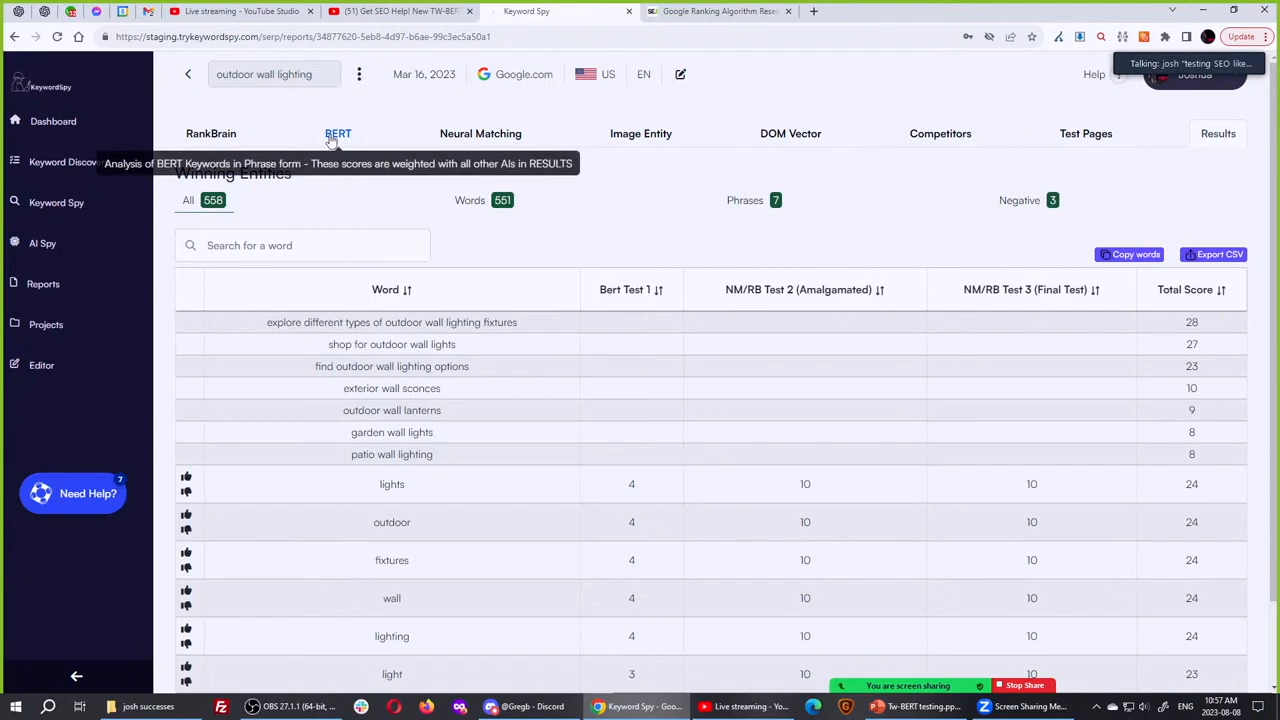 Live streaming - YouTube Studio
(51) Get SEO Help! New TW-BERT
Keyword Spy
Google Ranking Algorithm Resea
https://staging.trykeywordspy.com/serp/reports/34877620-5eb8-4d97-b6ae-99c3ec5a50a1
Update
Talking: josh "testing SEO like...
KeywordSpy
outdoor wall lighting
Mar 16, 2023
Google.com
US
EN
Help
Joshua
Dashboard
Keyword Discov
Keyword Spy
AI Spy
Reports
Projects
Editor
7
Need Help?
RankBrain
BERT
Neural Matching
Image Entity
DOM Vector
Competitors
Test Pages
Results
Analysis of BERT Keywords in Phrase form - These scores are weighted with all other AIs in RESULTS
Winning Entities
All 558
Words 551
Phrases 7
Negative 3
Search for a word
Copy words
Export CSV
Word Bert Test 1 NM/RB Test 2 (Amalgamated) NM/RB Test 3 (Final Test) Total Score
explore different types of outdoor wall lighting fixtures 28
shop for outdoor wall lights 27
find outdoor wall lighting options 23
exterior wall sconces 10
outdoor wall lanterns 9
garden wall lights 8
patio wall lighting 8
lights 4 10 10 24
outdoor 4 10 10 24
fixtures 4 10 10 24
wall 4 10 10 24
lighting 4 10 10 24
light 3 10 10 23
You are screen sharing
Stop Share
josh successes
OBS 29.1.1 (64-bit, ...
@Gregb - Discord
Keyword Spy - Goo...
Live streaming - Yo...
Tw-BERT testing.pp...
Screen Sharing Me...
10:57 AM
2023-08-08